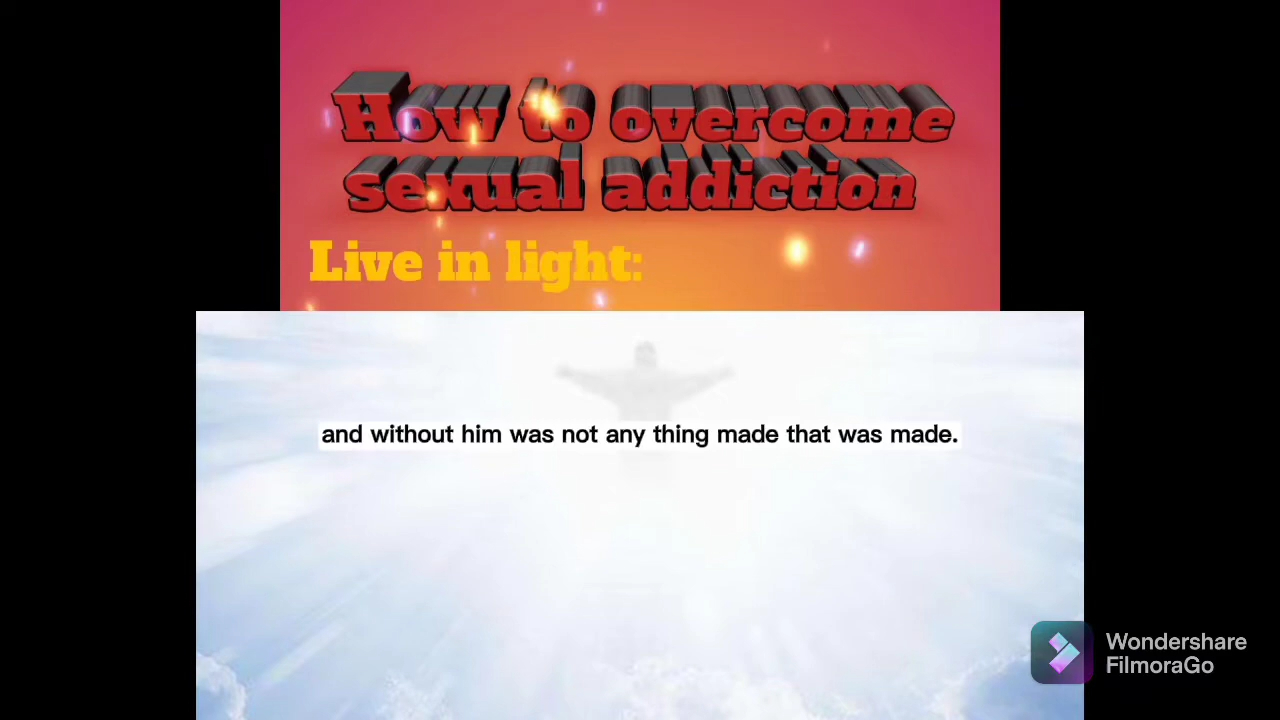 How to overcome
sexual addiction
Live in light:
and without him was not any thing made that was made.
Wondershare
FilmoraGo